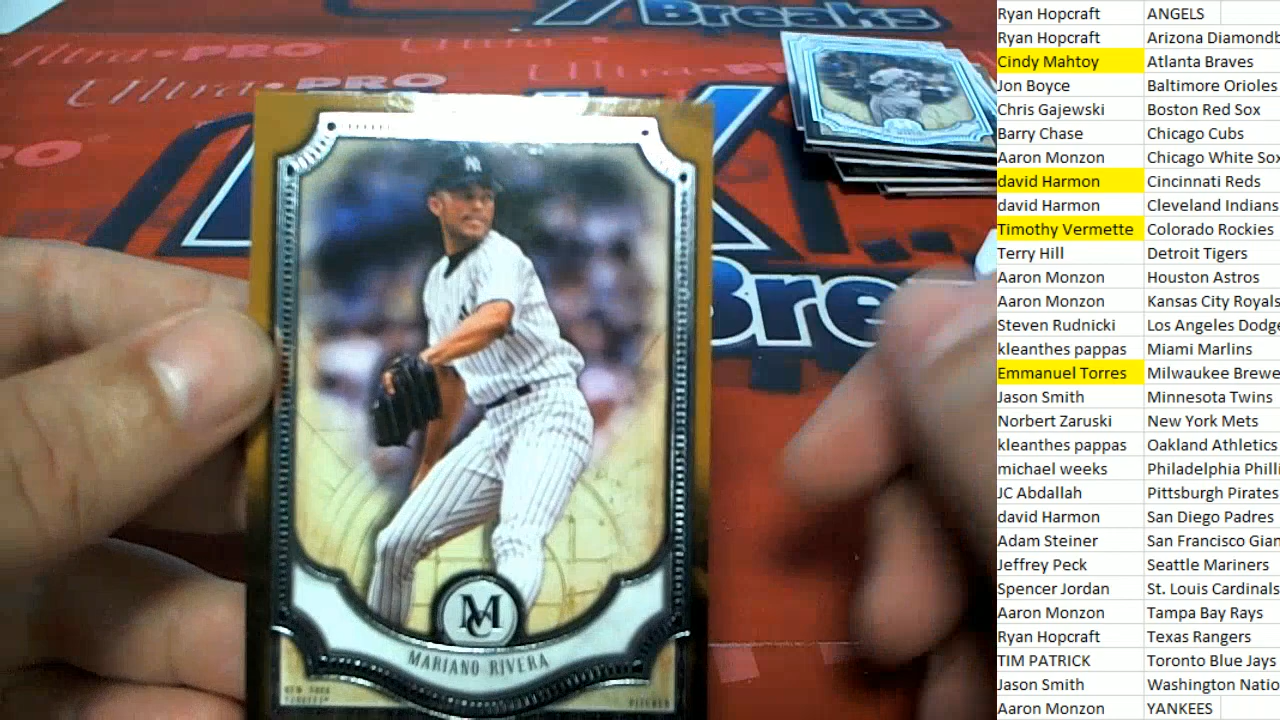 Breaks
Ultra PRO
Ultra PRO
PRO
Brea
NY
MC
MARIANO RIVERA
NEW YORK
YANKEES
PITCHER
Ryan Hopcraft ANGELS
Ryan Hopcraft Arizona Diamondb
Cindy Mahtoy Atlanta Braves
Jon Boyce Baltimore Orioles
Chris Gajewski Boston Red Sox
Barry Chase Chicago Cubs
Aaron Monzon Chicago White Sox
david Harmon Cincinnati Reds
david Harmon Cleveland Indians
Timothy Vermette Colorado Rockies
Terry Hill Detroit Tigers
Aaron Monzon Houston Astros
Aaron Monzon Kansas City Royals
Steven Rudnicki Los Angeles Dodge
kleanthes pappas Miami Marlins
Emmanuel Torres Milwaukee Brewe
Jason Smith Minnesota Twins
Norbert Zaruski New York Mets
kleanthes pappas Oakland Athletics
michael weeks Philadelphia Philli
JC Abdallah Pittsburgh Pirates
david Harmon San Diego Padres
Adam Steiner San Francisco Gian
Jeffrey Peck Seattle Mariners
Spencer Jordan St. Louis Cardinals
Aaron Monzon Tampa Bay Rays
Ryan Hopcraft Texas Rangers
TIM PATRICK Toronto Blue Jays
Jason Smith Washington Natio
Aaron Monzon YANKEES